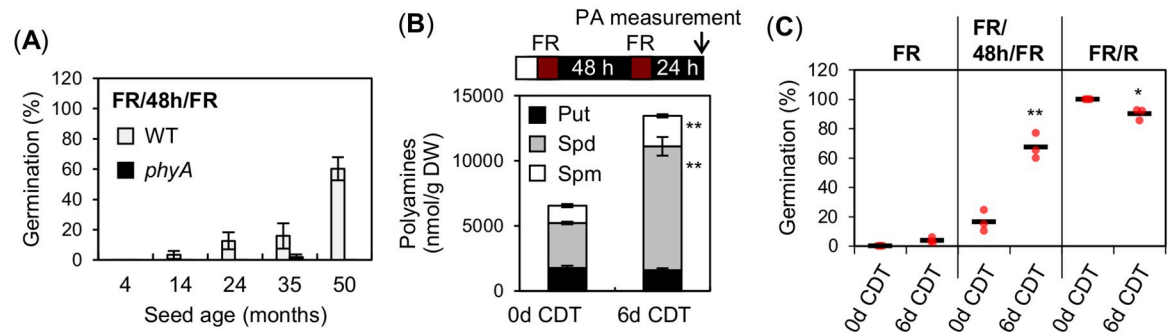 (A)
Germination (%)
120
100
80
60
40
20
0
FR/48h/FR
WT
phyA
4 14 24 35 50
Seed age (months)
(B)
PA measurement
FR FR
48 h 24 h
Polyamines
(nmol/g DW)
15000
10000
5000
0
Put
Spd
Spm
**
**
0d CDT 6d CDT
(C)
FR FR/
48h/FR FR/R
Germination (%)
120
100
80
60
40
20
0
**
*
0d CDT 6d CDT 0d CDT 6d CDT 0d CDT 6d CDT